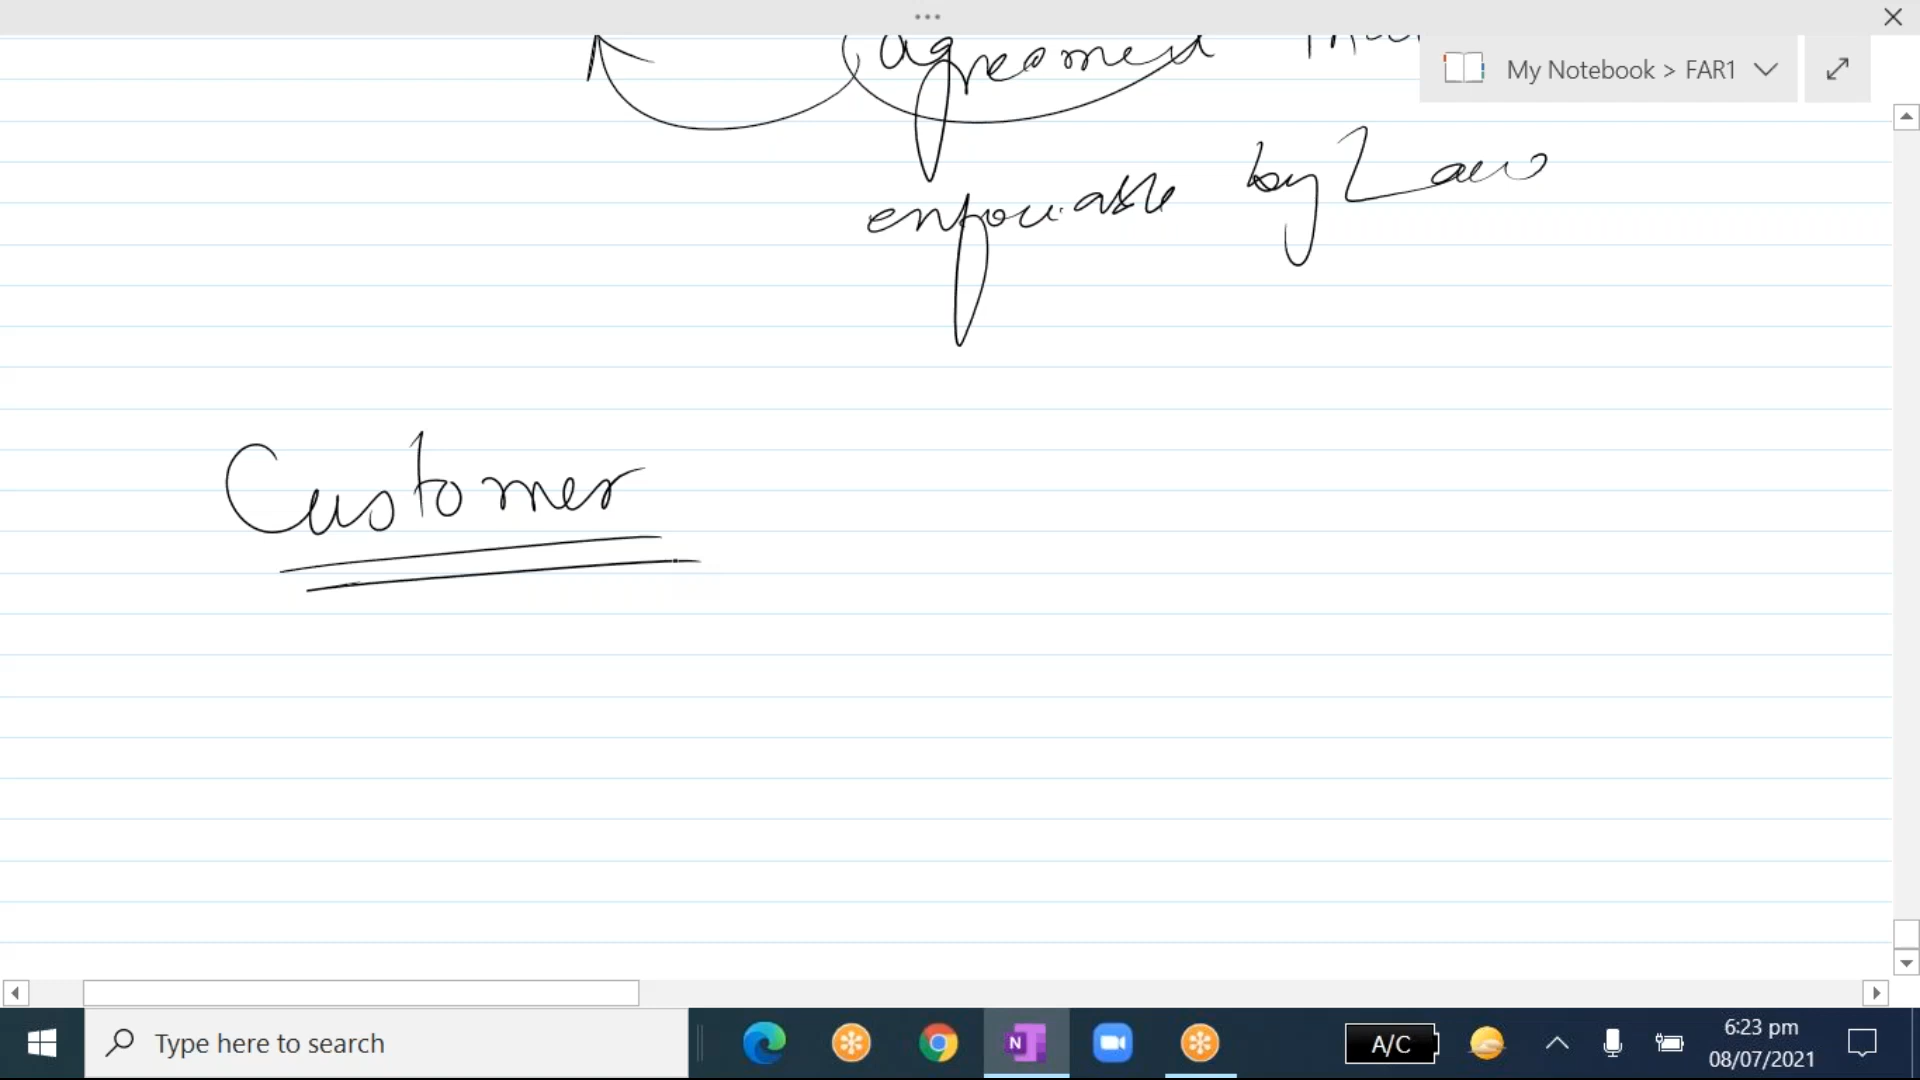 ...
agreement
My Notebook > FAR1
enforceable by Law
Customer
Type here to search
N
A/C
6:23 pm
08/07/2021